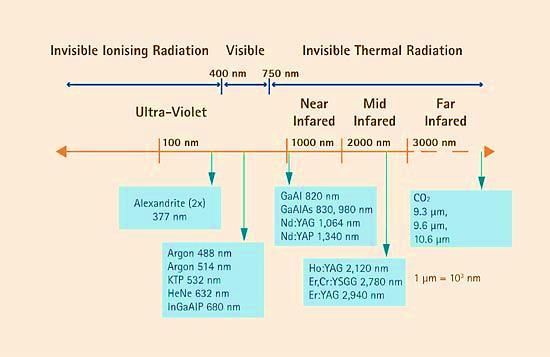 Invisible Ionising Radiation Visible Invisible Thermal Radiation
400 nm 750 nm
Ultra-Violet
Near
Infared
Mid
Infared
Far
Infared
100 nm 1000 nm 2000 nm 3000 nm
Alexandrite (2x)
377 nm
GaAl 820 nm
GaAlAs 830, 980 nm
Nd:YAG 1,064 nm
Nd:YAP 1,340 nm
CO₂
9.3 µm,
9.6 µm,
10.6 µm
Argon 488 nm
Argon 514 nm
KTP 532 nm
HeNe 632 nm
InGaAlP 680 nm
Ho:YAG 2,120 nm
Er,Cr:YSGG 2,780 nm
Er:YAG 2,940 nm
1 µm = 10³ nm